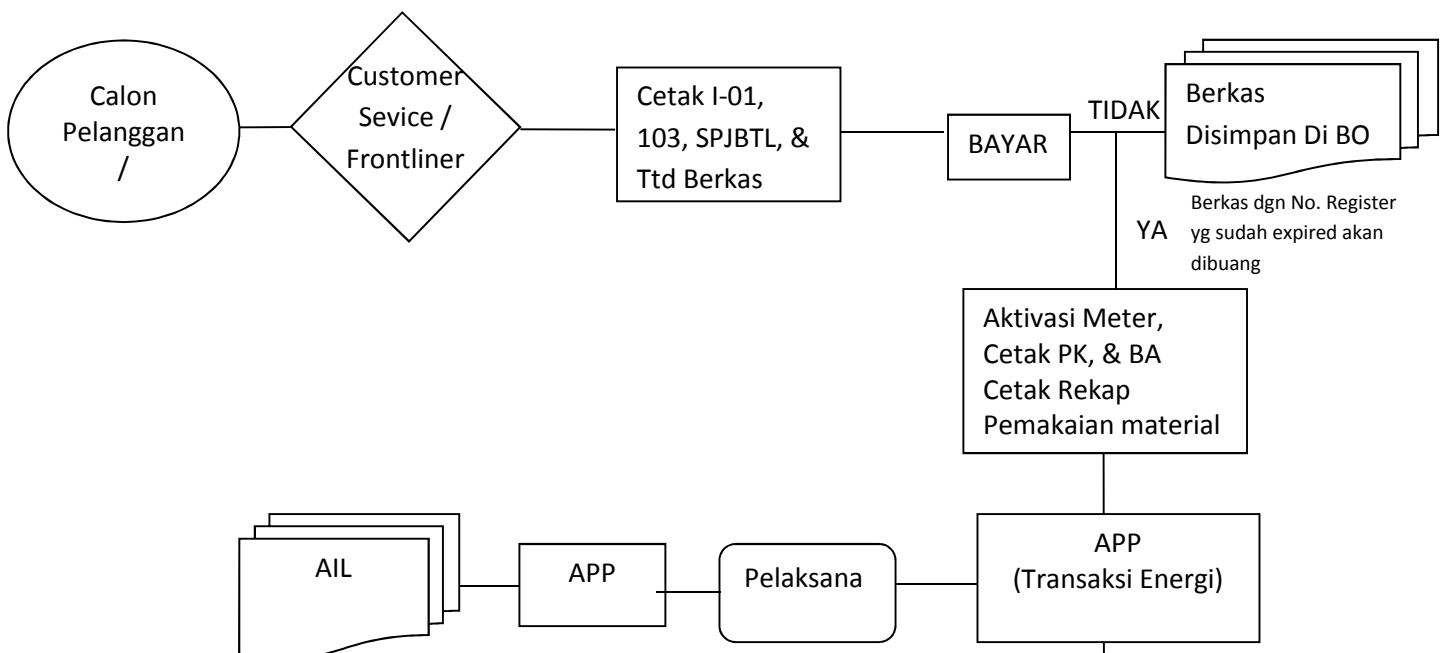 Calon
Pelanggan
/
Customer
Sevice /
Frontliner
Cetak I-01,
103, SPJBTL, &
Ttd Berkas
BAYAR
TIDAK
Berkas
Disimpan Di BO
YA
Berkas dgn No. Register
yg sudah expired akan
dibuang
Aktivasi Meter,
Cetak PK, & BA
Cetak Rekap
Pemakaian material
AIL
APP
Pelaksana
APP
(Transaksi Energi)